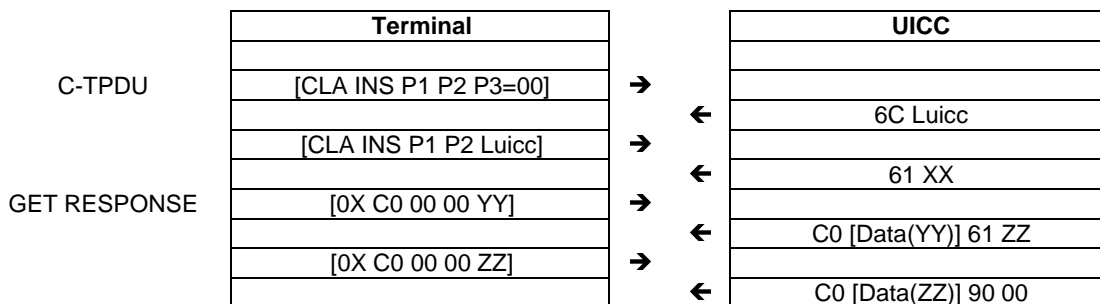 Terminal UICC
C-TPDU [CLA INS P1 P2 P3=00] →
← 6C Luicc
[CLA INS P1 P2 Luicc] →
← 61 XX
GET RESPONSE [0X C0 00 00 YY] →
← C0 [Data(YY)] 61 ZZ
[0X C0 00 00 ZZ] →
← C0 [Data(ZZ)] 90 00